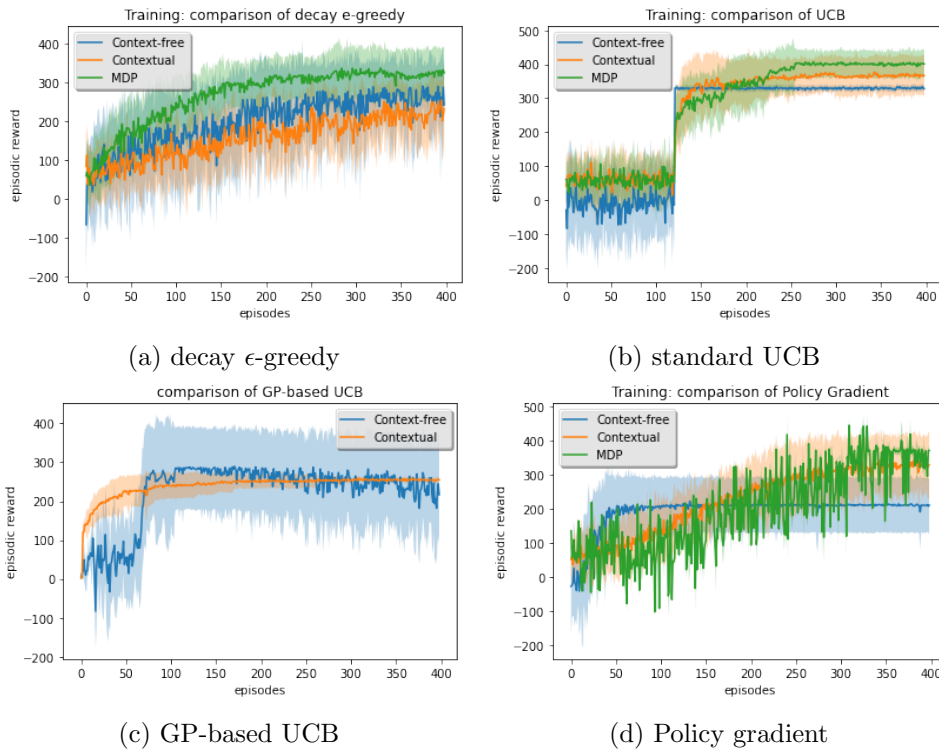 Training: comparison of decay e-greedy
Context-free
Contextual
MDP
400
300
200
100
0
−100
−200
episodic reward
0 50 100 150 200 250 300 350 400
episodes
(a) decay ϵ-greedy
Training: comparison of UCB
Context-free
Contextual
MDP
500
400
300
200
100
0
−100
−200
episodic reward
0 50 100 150 200 250 300 350 400
episodes
(b) standard UCB
comparison of GP-based UCB
Context-free
Contextual
400
300
200
100
0
−100
−200
episodic reward
0 50 100 150 200 250 300 350 400
episodes
(c) GP-based UCB
Training: comparison of Policy Gradient
Context-free
Contextual
MDP
500
400
300
200
100
0
−100
−200
episodic reward
0 50 100 150 200 250 300 350 400
episodes
(d) Policy gradient